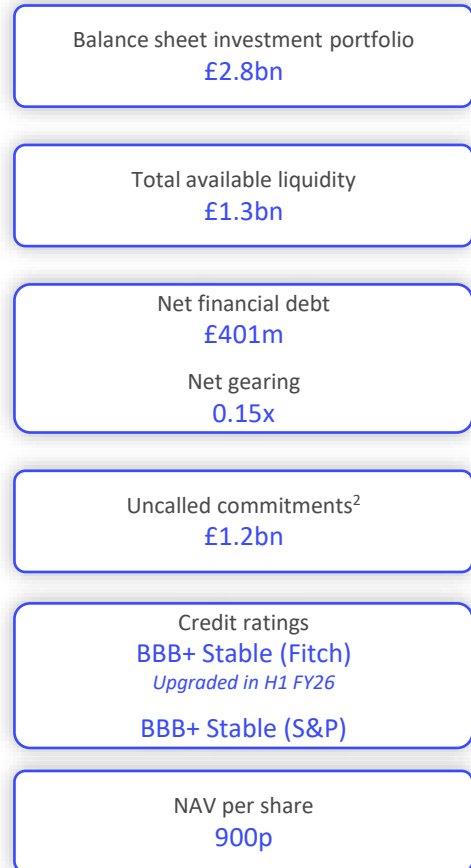 Balance sheet investment portfolio
£2.8bn
Total available liquidity
£1.3bn
Net financial debt
£401m
Net gearing
0.15x
Uncalled commitments²
£1.2bn
Credit ratings
BBB+ Stable (Fitch)
Upgraded in H1 FY26
BBB+ Stable (S&P)
NAV per share
900p